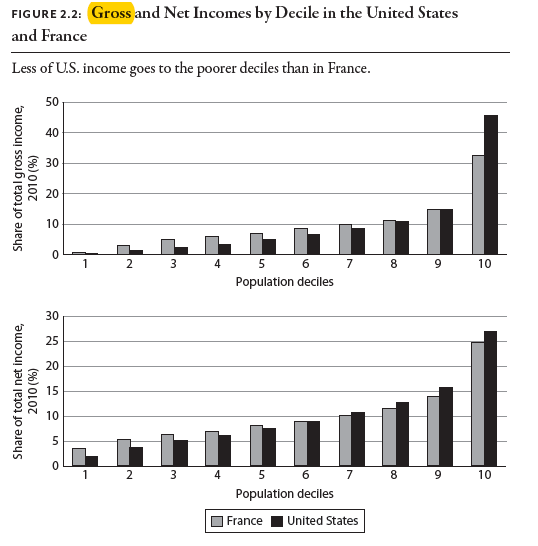 FIGURE 2.2: Gross and Net Incomes by Decile in the United States
and France
Less of U.S. income goes to the poorer deciles than in France.
Share of total gross income,
2010 (%)
50
40
30
20
10
0
1 2 3 4 5 6 7 8 9 10
Population deciles
Share of total net income,
2010 (%)
30
25
20
15
10
5
0
1 2 3 4 5 6 7 8 9 10
Population deciles
France United States